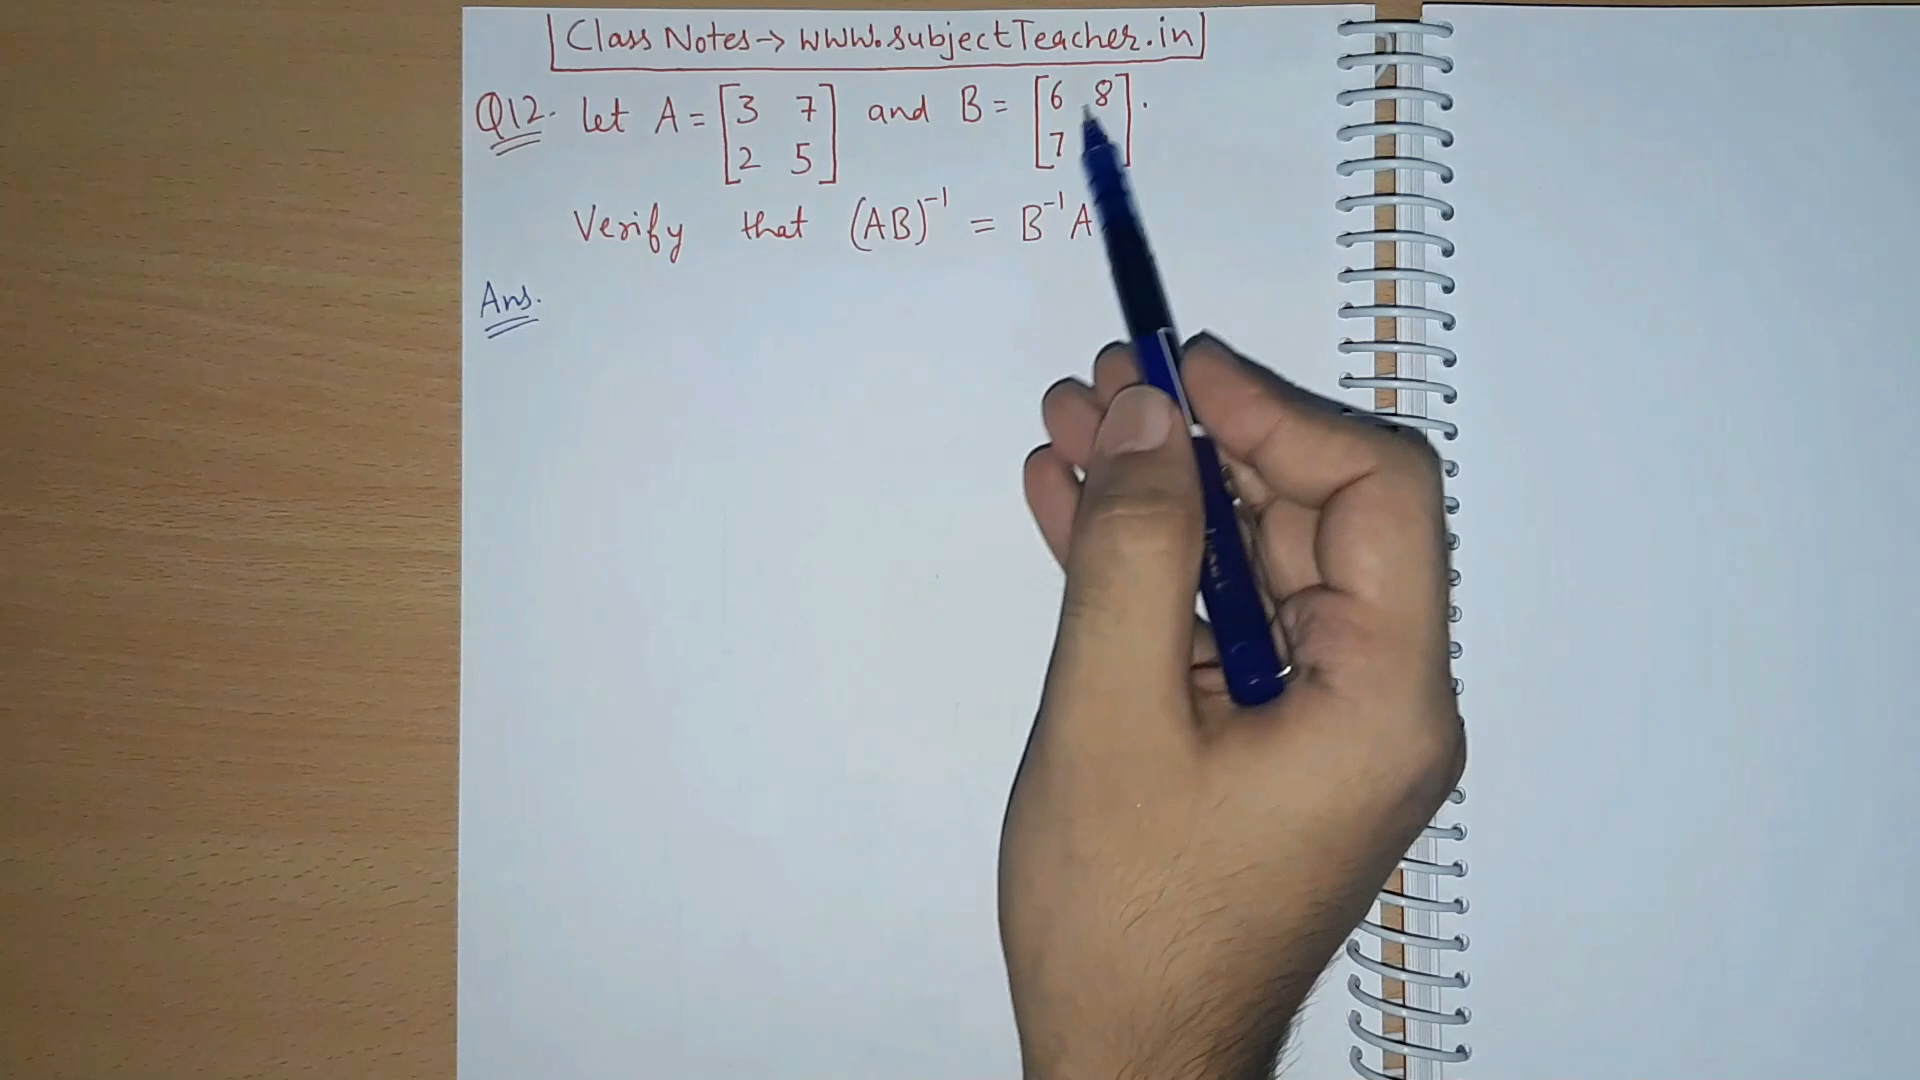 Class Notes → www.subjectTeacher.in
Q12. Let A = [3 7] and B = [6 8].
[2 5] [7
Verify that (AB)⁻¹ = B⁻¹A
Ans.